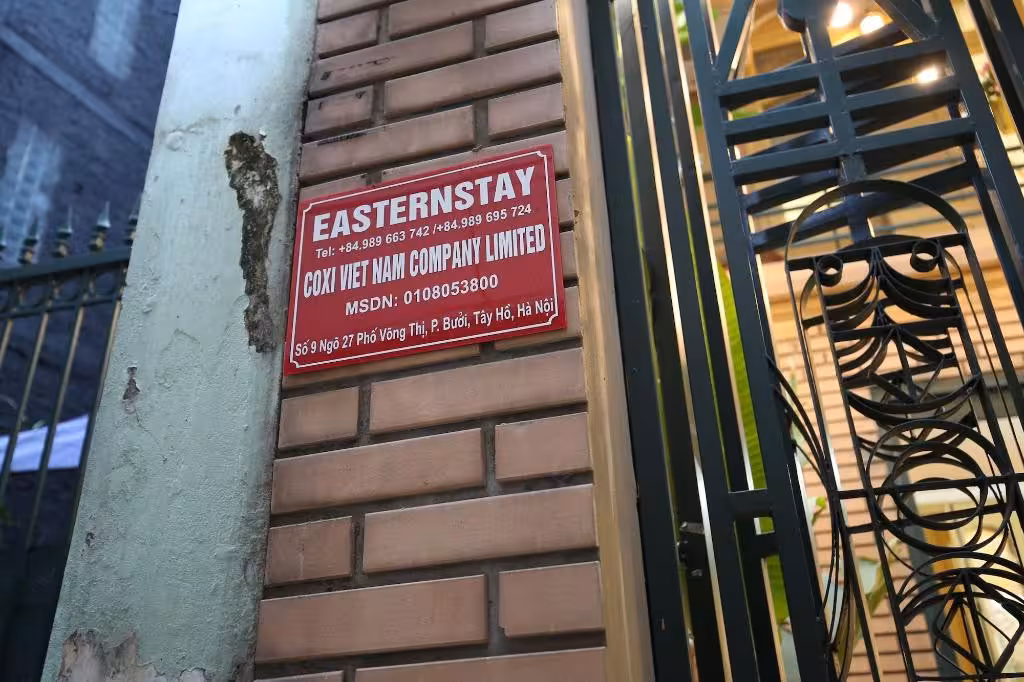 EASTERNSTAY
Tel: +84.989 663 742 /+84.989 695 724
COXI VIET NAM COMPANY LIMITED
MSDN: 0108053800
Số 9 Ngõ 27 Phố Võng Thị, P. Bưởi, Tây Hồ, Hà Nội